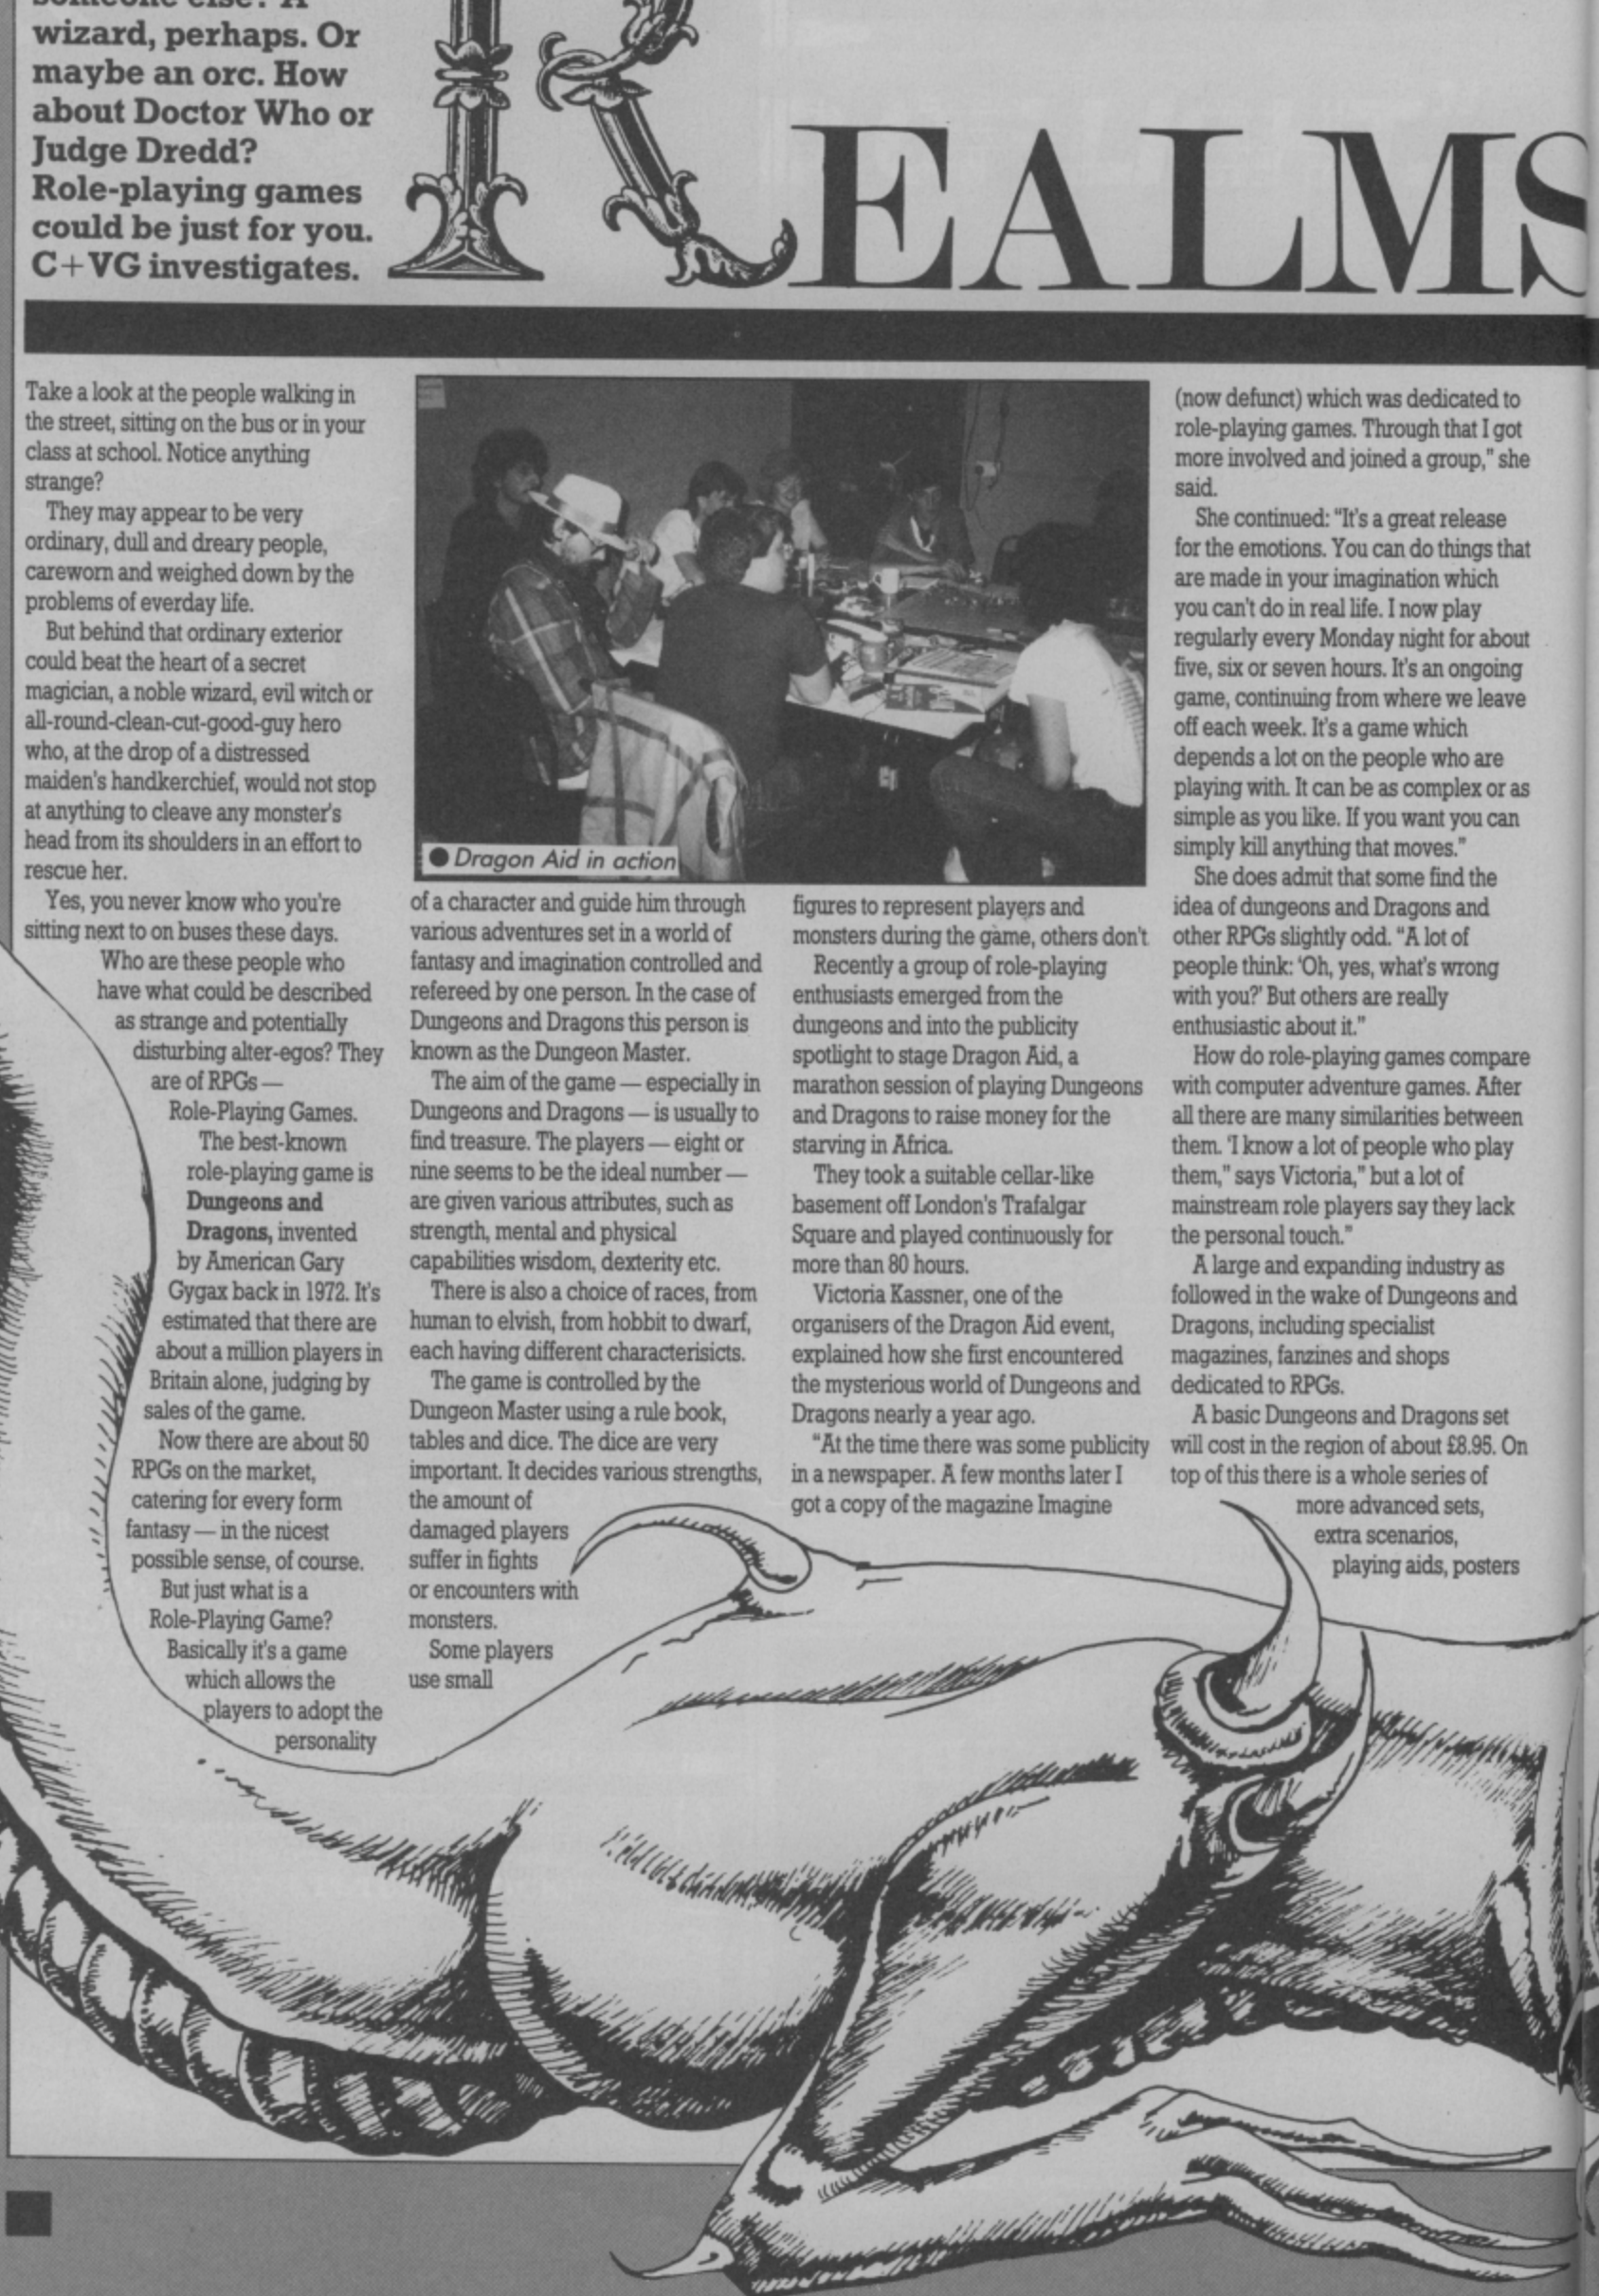 wizard, perhaps. Or
maybe an orc. How
about Doctor Who or
Judge Dredd?
Role-playing games
could be just for you.
C+VG investigates.
REALMS
Take a look at the people walking in
the street, sitting on the bus or in your
class at school. Notice anything
strange?
They may appear to be very
ordinary, dull and dreary people,
careworn and weighed down by the
problems of everday life.
But behind that ordinary exterior
could beat the heart of a secret
magician, a noble wizard, evil witch or
all-round-clean-cut-good-guy hero
who, at the drop of a distressed
maiden's handkerchief, would not stop
at anything to cleave any monster's
head from its shoulders in an effort to
rescue her.
Yes, you never know who you're
sitting next to on buses these days.
Who are these people who
have what could be described
as strange and potentially
disturbing alter-egos? They
are of RPGs —
Role-Playing Games.
The best-known
role-playing game is
Dungeons and
Dragons, invented
by American Gary
Gygax back in 1972. It's
estimated that there are
about a million players in
Britain alone, judging by
sales of the game.
Now there are about 50
RPGs on the market,
catering for every form
fantasy — in the nicest
possible sense, of course.
But just what is a
Role-Playing Game?
Basically it's a game
which allows the
players to adopt the
personality
● Dragon Aid in action
of a character and guide him through
various adventures set in a world of
fantasy and imagination controlled and
refereed by one person. In the case of
Dungeons and Dragons this person is
known as the Dungeon Master.
The aim of the game — especially in
Dungeons and Dragons — is usually to
find treasure. The players — eight or
nine seems to be the ideal number —
are given various attributes, such as
strength, mental and physical
capabilities wisdom, dexterity etc.
There is also a choice of races, from
human to elvish, from hobbit to dwarf,
each having different characterisicts.
The game is controlled by the
Dungeon Master using a rule book,
tables and dice. The dice are very
important. It decides various strengths,
the amount of
damaged players
suffer in fights
or encounters with
monsters.
Some players
use small
figures to represent players and
monsters during the game, others don't.
Recently a group of role-playing
enthusiasts emerged from the
dungeons and into the publicity
spotlight to stage Dragon Aid, a
marathon session of playing Dungeons
and Dragons to raise money for the
starving in Africa.
They took a suitable cellar-like
basement off London's Trafalgar
Square and played continuously for
more than 80 hours.
Victoria Kassner, one of the
organisers of the Dragon Aid event,
explained how she first encountered
the mysterious world of Dungeons and
Dragons nearly a year ago.
"At the time there was some publicity
in a newspaper. A few months later I
got a copy of the magazine Imagine
(now defunct) which was dedicated to
role-playing games. Through that I got
more involved and joined a group," she
said.
She continued: "It's a great release
for the emotions. You can do things that
are made in your imagination which
you can't do in real life. I now play
regularly every Monday night for about
five, six or seven hours. It's an ongoing
game, continuing from where we leave
off each week. It's a game which
depends a lot on the people who are
playing with. It can be as complex or as
simple as you like. If you want you can
simply kill anything that moves."
She does admit that some find the
idea of dungeons and Dragons and
other RPGs slightly odd. "A lot of
people think: 'Oh, yes, what's wrong
with you?' But others are really
enthusiastic about it."
How do role-playing games compare
with computer adventure games. After
all there are many similarities between
them. 'I know a lot of people who play
them," says Victoria," but a lot of
mainstream role players say they lack
the personal touch."
A large and expanding industry as
followed in the wake of Dungeons and
Dragons, including specialist
magazines, fanzines and shops
dedicated to RPGs.
A basic Dungeons and Dragons set
will cost in the region of about £8.95. On
top of this there is a whole series of
more advanced sets,
extra scenarios,
playing aids, posters